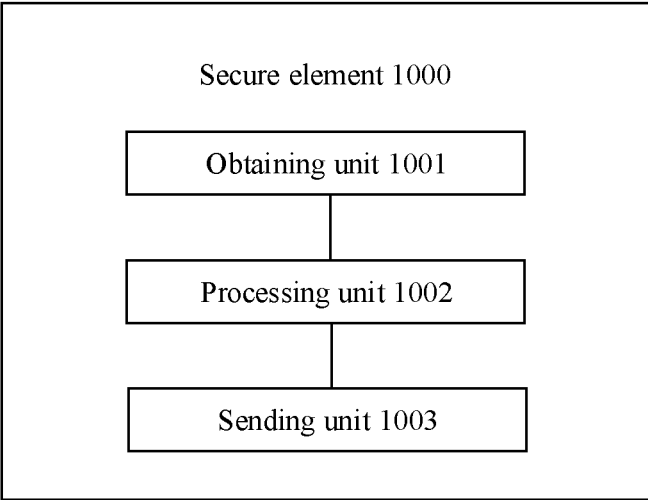 Secure element 1000
Obtaining unit 1001
Processing unit 1002
Sending unit 1003